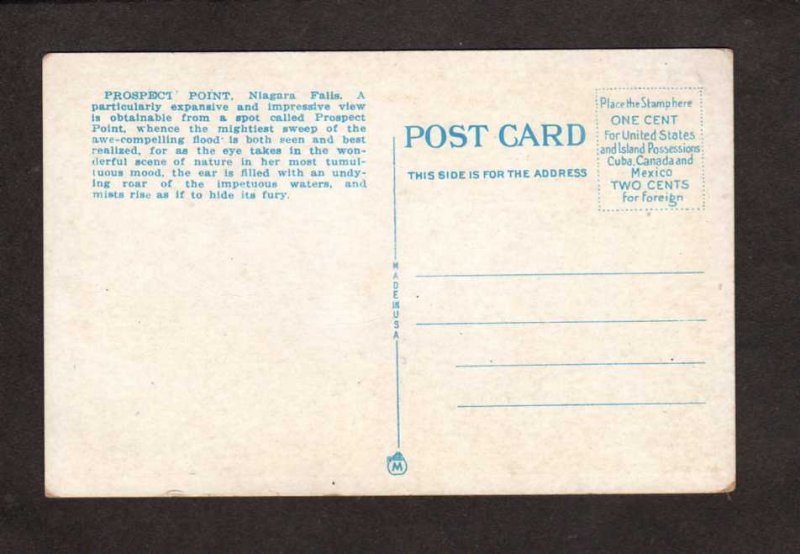 PROSPECT POINT, Niagara Falls. A
particularly expansive and impressive view
is obtainable from a spot called Prospect
Point, whence the mightiest sweep of the
awe-compelling flood is both seen and best
realized, for as the eye takes in the won-
derful scene of nature in her most tumul-
tuous mood, the ear is filled with an undy-
ing roar of the impetuous waters, and
mists rise as if to hide its fury.
POST CARD
THIS SIDE IS FOR THE ADDRESS
Place the Stamp here
ONE CENT
for United States
and Island Possessions
Cuba, Canada and
Mexico
TWO CENTS
for foreign
MADE IN USA
M